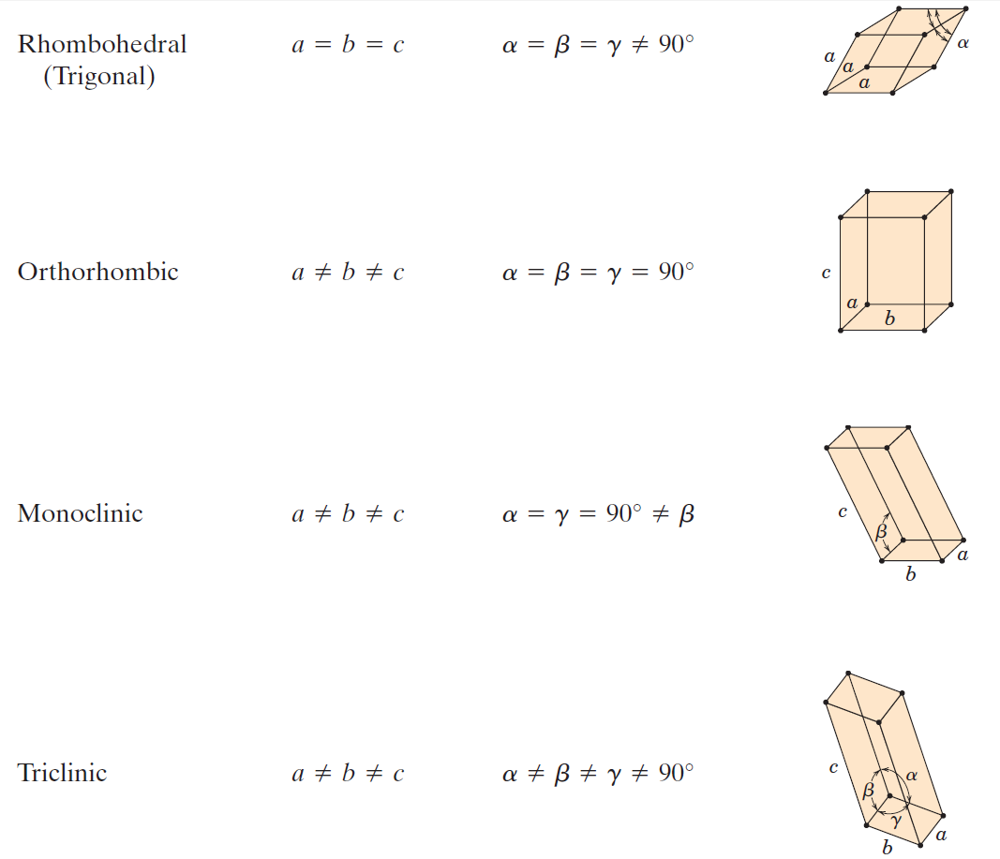 Rhombohedral a = b = c α = β = γ ≠ 90° α
(Trigonal) a a a
Orthorhombic a ≠ b ≠ c α = β = γ = 90° c a b
Monoclinic a ≠ b ≠ c α = γ = 90° ≠ β c β a b
Triclinic a ≠ b ≠ c α ≠ β ≠ γ ≠ 90° c α β γ a b